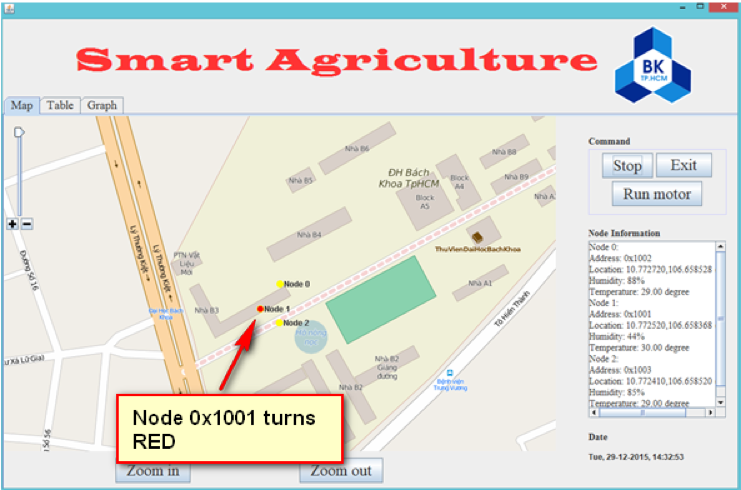 Smart Agriculture
BK
TP.HCM
Map
Table
Graph
Nhà B6
Nhà B5
ĐH Bách
Khoa TpHCM
Block
A4
Nhà B8
Nhà B9
Block
A5
Nhà B4
ThuVienDaiHocBachKhoa
PTN Vật
Liệu
Mới
Lý Thường Kiệt
Lý Thường Kiệt
Đường Số 16
Nhà B3
Đại Học Bách
Khoa
Node 0
Node 1
Node 2
Nhà A1
Tô Hiến Thành
ư Xá Lữ Gia)
Nhà B2
Giảng
đường
Nhà B2
Bệnh viện
Trưng Vương
Node 0x1001 turns
RED
Zoom in
Zoom out
Command
Stop
Exit
Run motor
Node Information
Node 0:
Address: 0x1002
Location: 10.772720,106.658528
Humidity: 88%
Temperature: 29.00 degree
Node 1:
Address: 0x1001
Location: 10.772520,106.658368
Humidity: 44%
Temperature: 30.00 degree
Node 2:
Address: 0x1003
Location: 10.772410,106.658520
Humidity: 85%
Temperature: 29.00 degree
Date
Tue, 29-12-2015, 14:32:53